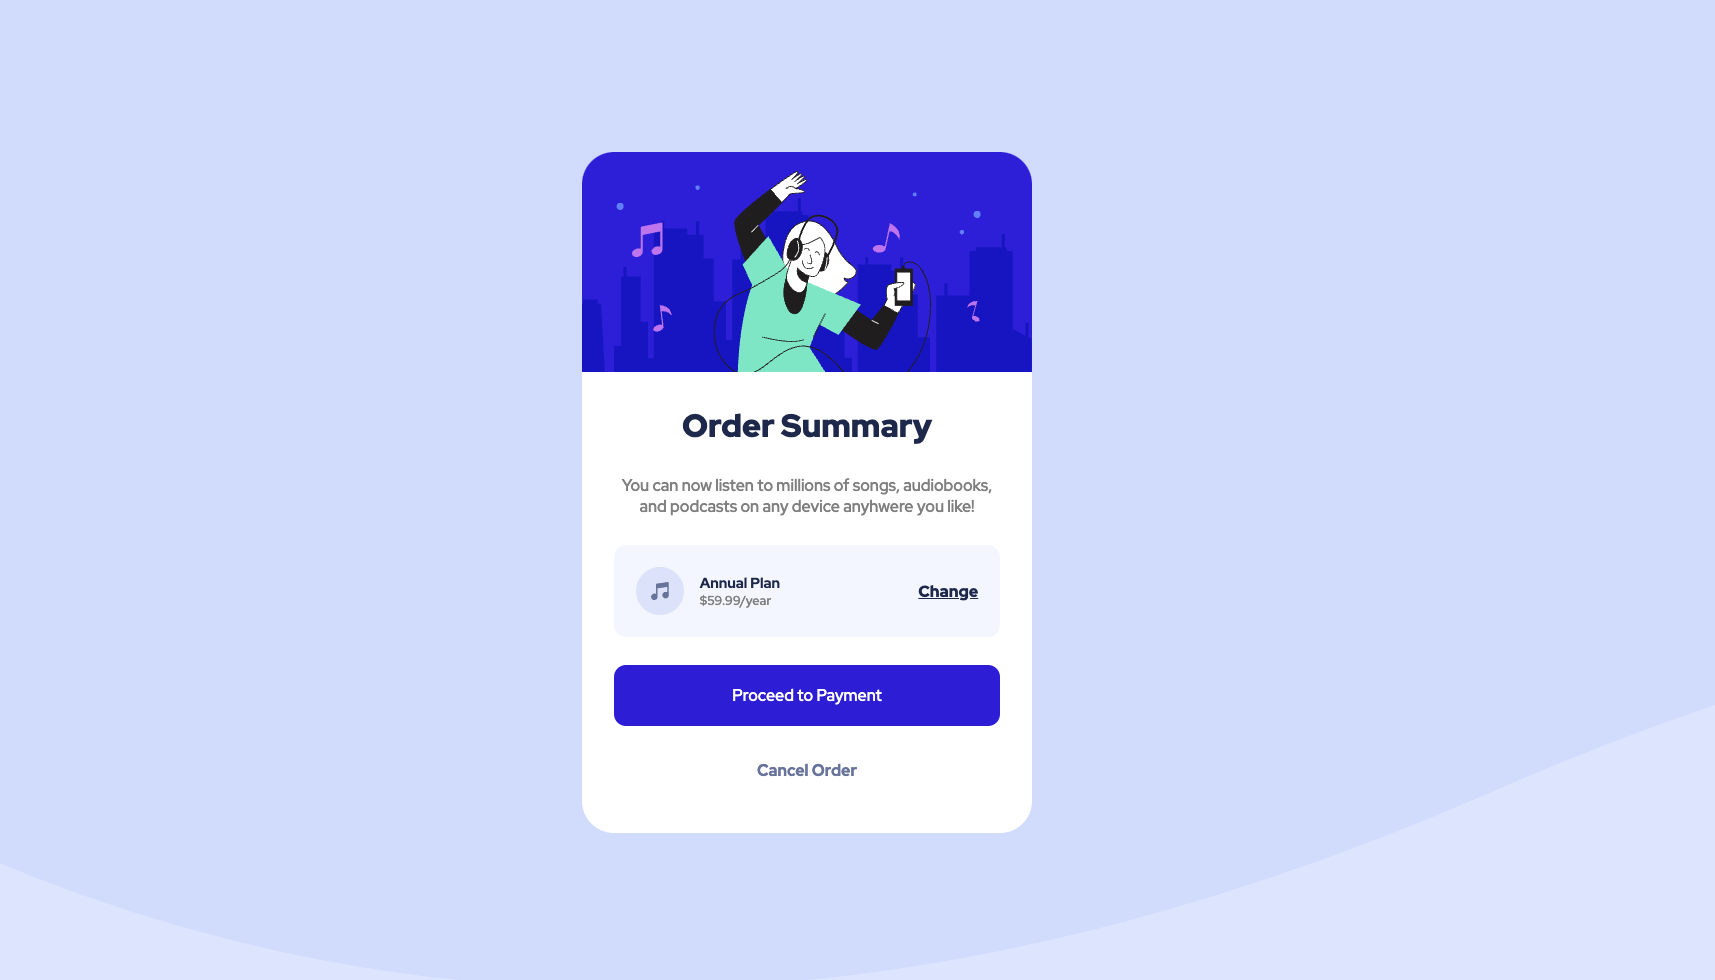 Order Summary
You can now listen to millions of songs, audiobooks,
and podcasts on any device anyhwere you like!
Annual Plan
$59.99/year
Change
Proceed to Payment
Cancel Order